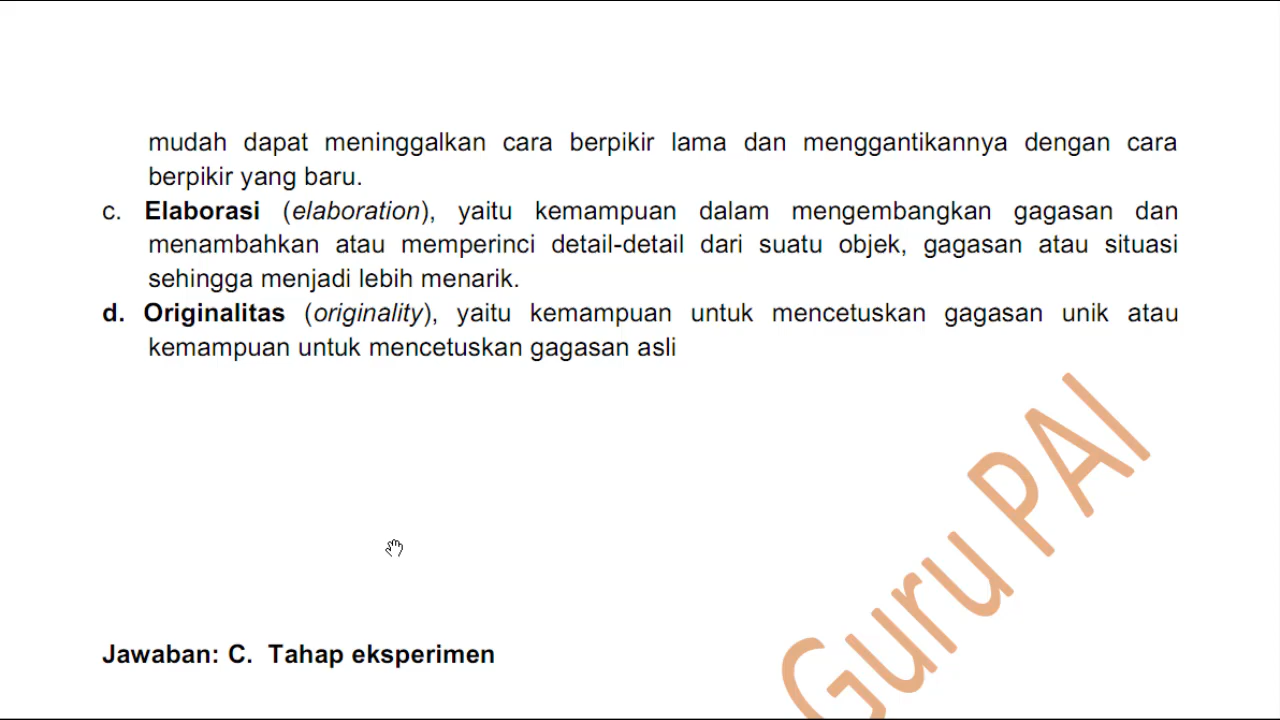 mudah dapat meninggalkan cara berpikir lama dan menggantikannya dengan cara
berpikir yang baru.
c. Elaborasi (elaboration), yaitu kemampuan dalam mengembangkan gagasan dan
menambahkan atau memperinci detail-detail dari suatu objek, gagasan atau situasi
sehingga menjadi lebih menarik.
d. Originalitas (originality), yaitu kemampuan untuk mencetuskan gagasan unik atau
kemampuan untuk mencetuskan gagasan asli
Guru PAI
Jawaban: C. Tahap eksperimen